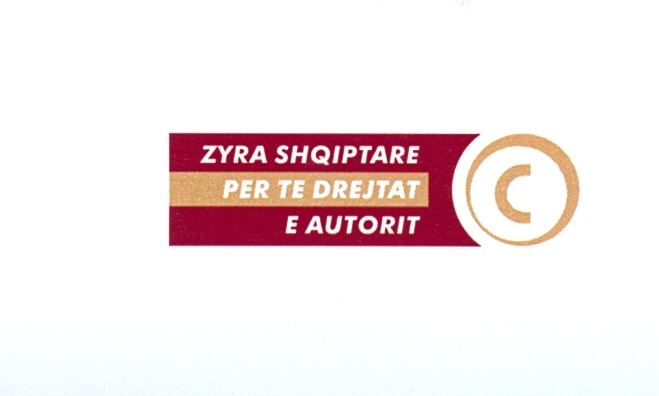 ZYRA SHQIPTARE
PER TE DREJTAT
E AUTORIT
C